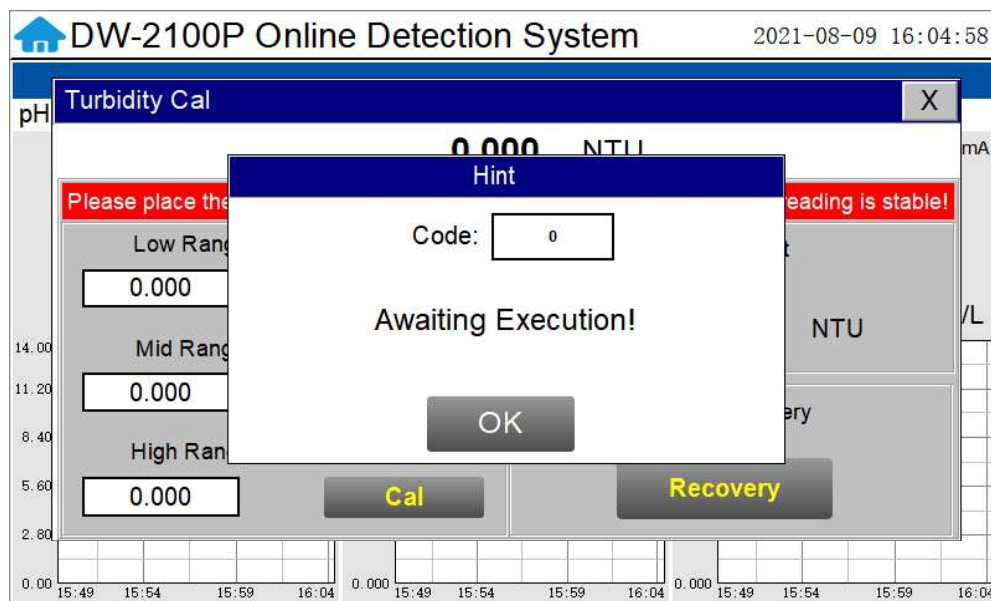 DW-2100P Online Detection System 2021-08-09 16:04:58
Turbidity Cal X
pH
0.000 NTU
mA
Hint
Please place the
reading is stable!
Code: 0
Low Rang
t
0.000
Awaiting Execution!
NTU
/L
14.00
Mid Rang
11.20
0.000
OK
ery
8.40
High Ran
5.60
0.000
Cal
Recovery
2.80
0.00 0.000 0.000
15:49 15:54 15:59 16:04 15:49 15:54 15:59 16:04 15:49 15:54 15:59 16:04